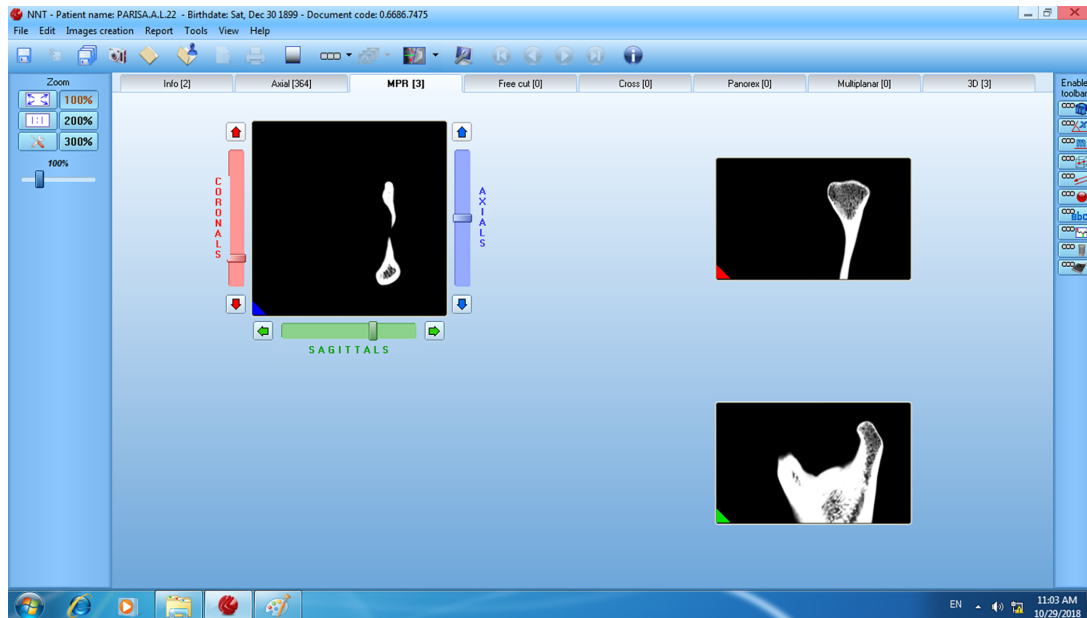 NNT - Patient name: PARISA.A.L.22 - Birthdate: Sat, Dec 30 1899 - Document code: 0.6686.7475
File Edit Images creation Report Tools View Help
Zoom
100%
1:1 200%
300%
100%
Info [2] Axial [364] MPR [3] Free cut [0] Cross [0] Panorex [0] Multiplanar [0] 3D [3]
Enable
toolbar
CORONALS
AXIALS
SAGITTALS
EN
11:03 AM
10/29/2018